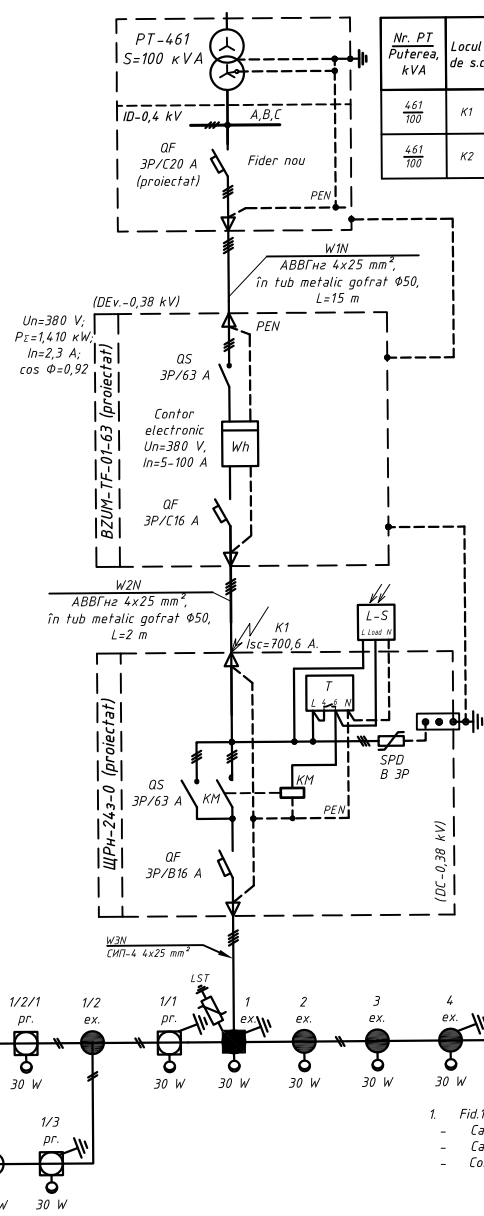 PT-461
S=100 кVA
Nr. PT
Puterea,
kVA
Locul
de s.c
461
100
K1
461
100
K2
ID-0,4 kV
A,B,C
QF
3P/C20 A
(proiectat)
Fider nou
PEN
W1N
АВВГнг 4x25 mm²,
în tub metalic gofrat Ф50,
L=15 m
(DEv.-0,38 kV)
Un=380 V;
PΣ=1,410 кW;
In=2,3 A;
cos Ф=0,92
BZUM-TF-01-63 (proiectat)
PEN
QS
3P/63 A
Contor
electronic
Un=380 V,
In=5-100 A
Wh
QF
3P/C16 A
W2N
АВВГнг 4x25 mm²,
în tub metalic gofrat Ф50,
L=2 m
K1
Isc=700,6 A.
L-S
L Load N
T
L 4 6 N
ЩРн-24з-0 (proiectat)
QS
3P/63 A
KM
KM
SPD
B 3P
PEN
QF
3P/B16 A
(DC-0,38 kV)
W3N
СИП-4 4x25 mm²
LST
1/2/1
pr.
1/2
ex.
1/1
pr.
1
ex.
2
ex.
3
ex.
4
ex.
30 W
30 W
30 W
30 W
30 W
30 W
1/3
pr.
W
30 W
1. Fid.1
- Ca
- Ca
- Co